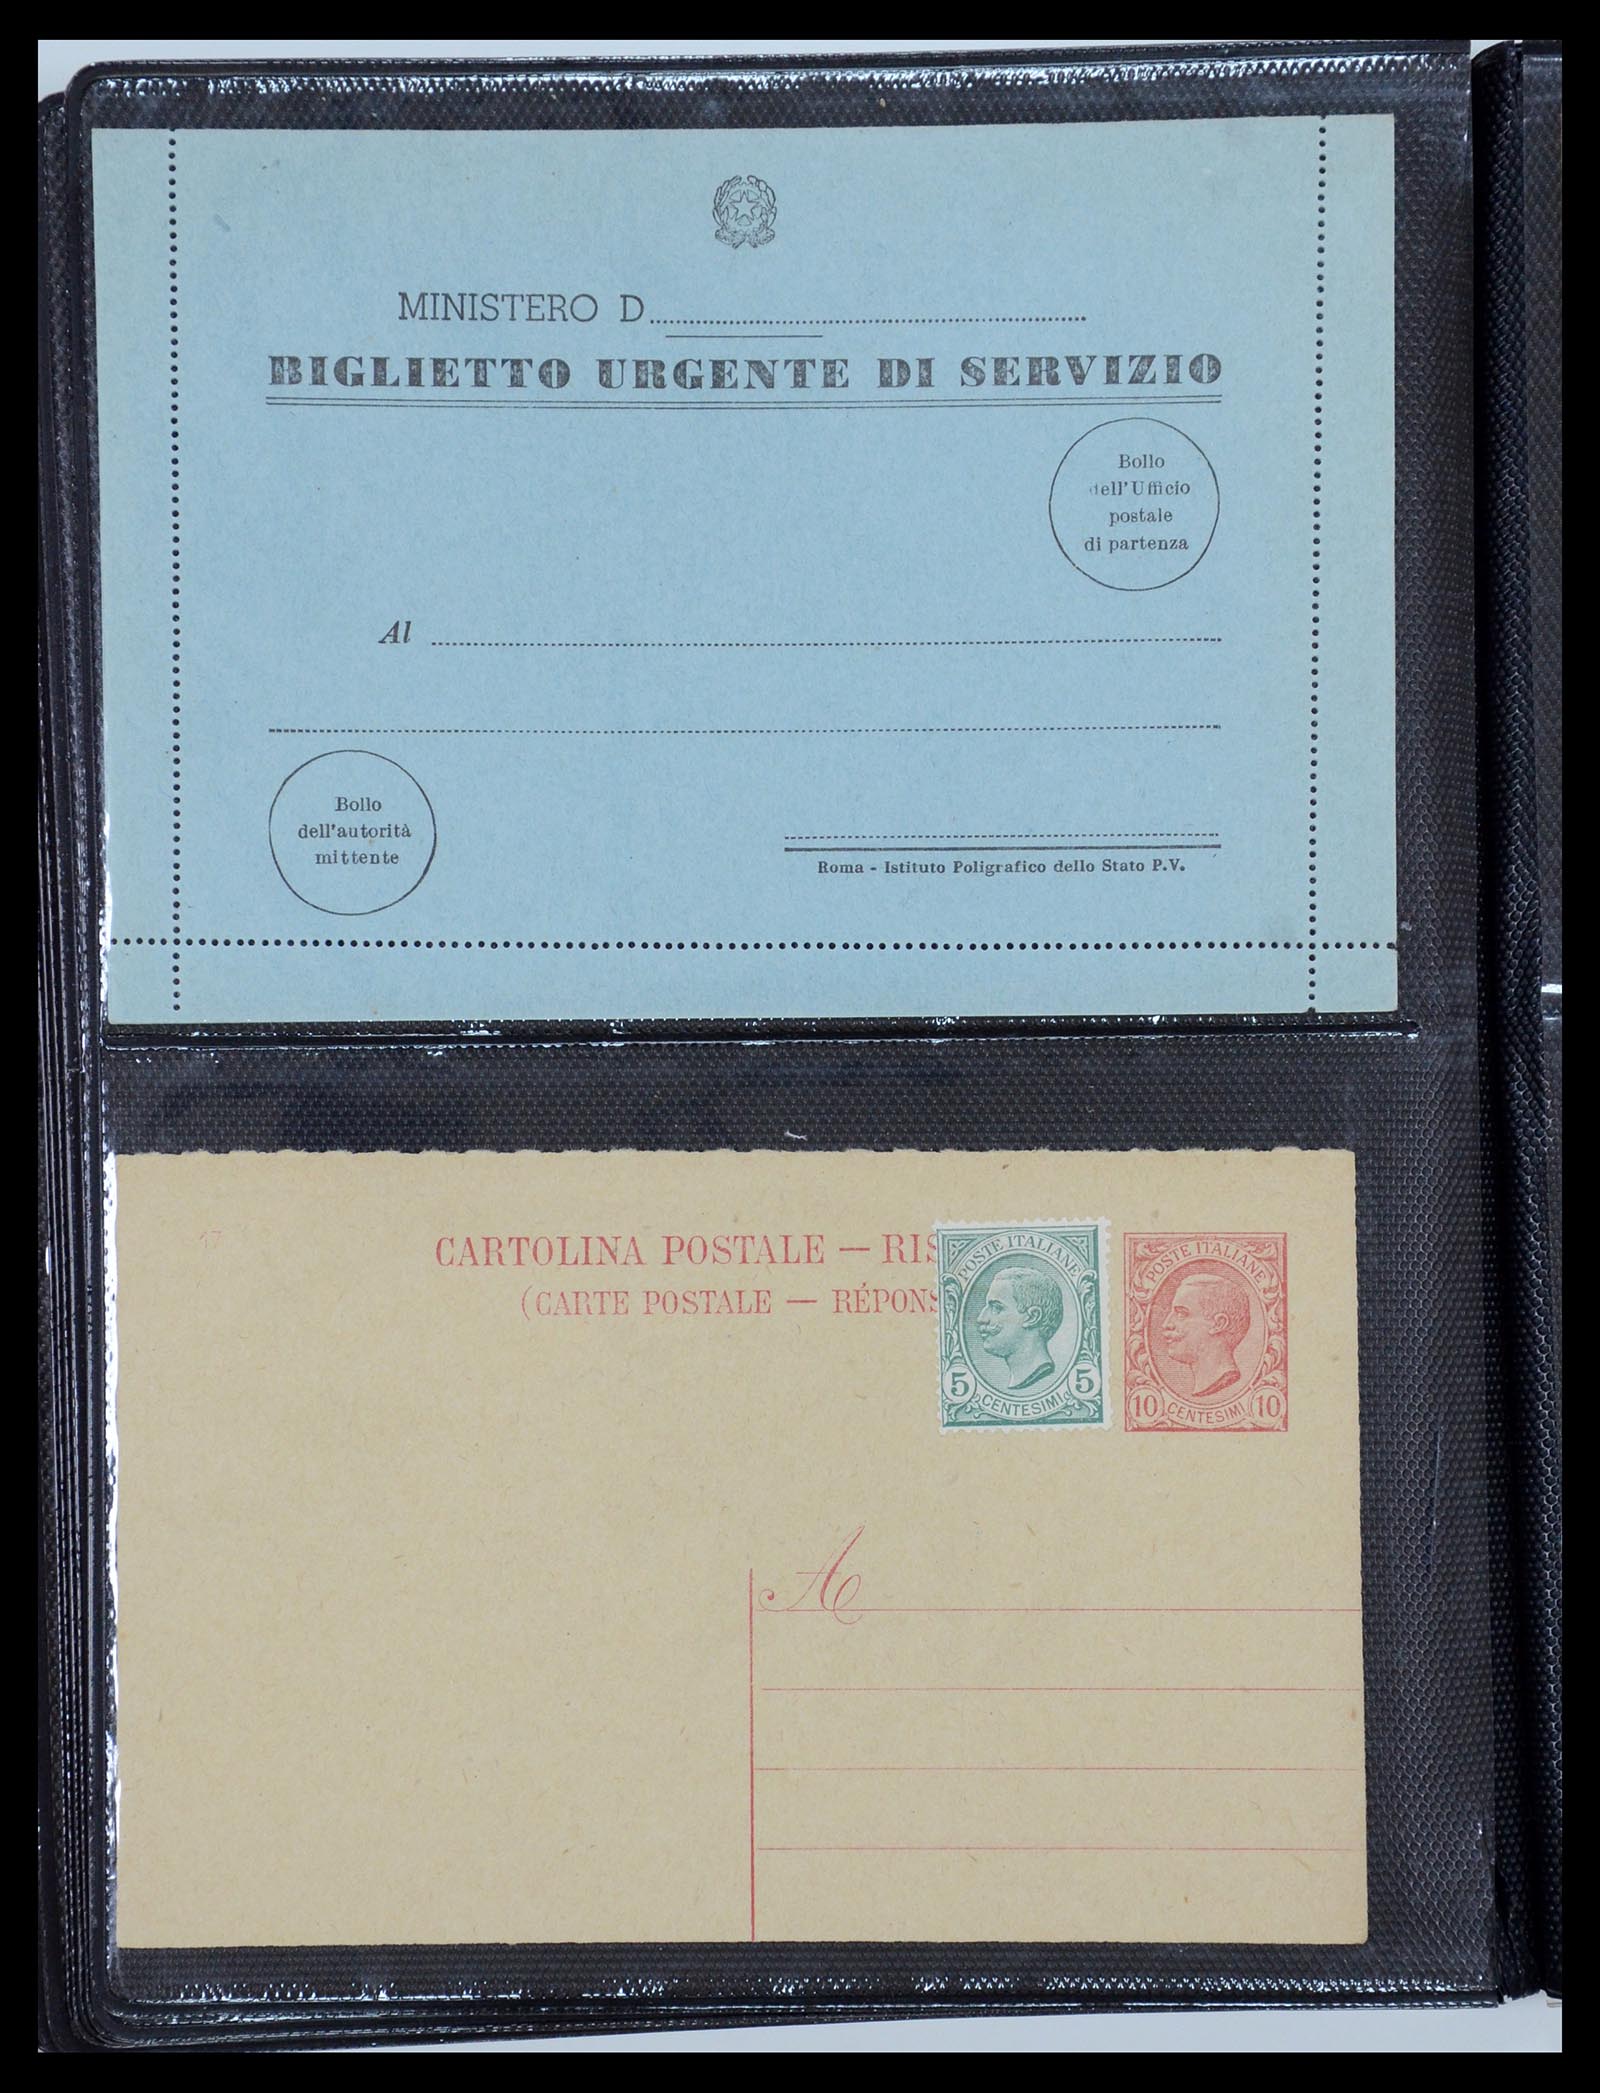 MINISTERO D
BIGLIETTO URGENTE DI SERVIZIO
Bollo
dell'Ufficio
postale
di partenza
Al
Bollo
dell'autorità
mittente
Roma - Istituto Poligrafico dello Stato P.V.
17
CARTOLINA POSTALE — RIS
(CARTE POSTALE — RÉPONS
POSTE ITALIANE
5 CENTESIMI 5
POSTE ITALIANE
10 CENTESIMI 10
A